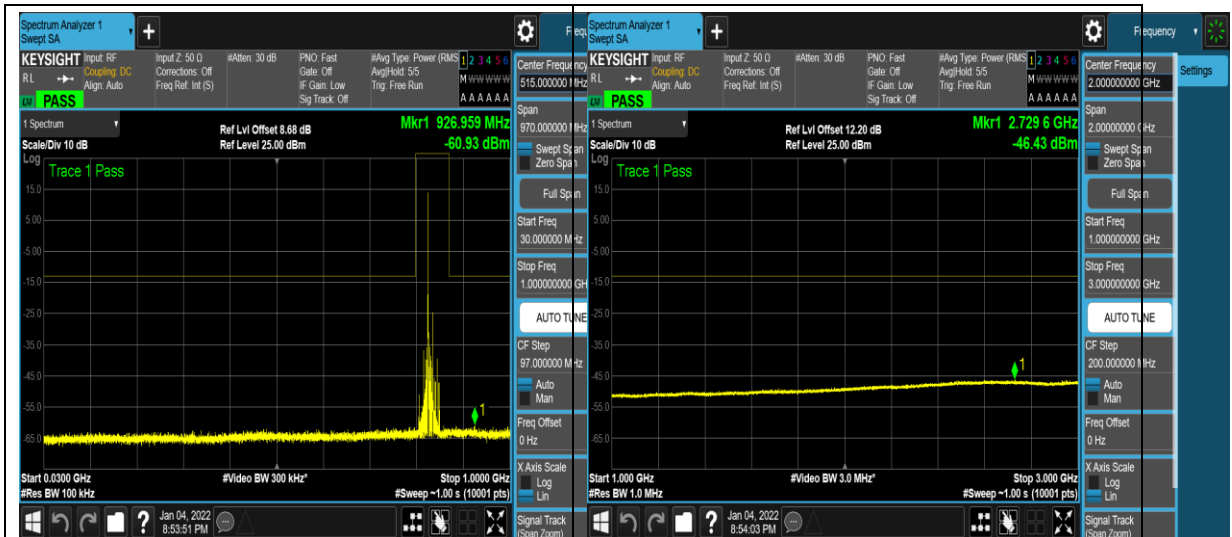 Spectrum Analyzer 1
Swept SA
+
Frequ
KEYSIGHT Input: RF
RL
Coupling: DC
Align: Auto
Input Z: 50 Ω
Corrections: Off
Freq Ref: Int (S)
#Atten: 30 dB
PNO: Fast
Gate: Off
IF Gain: Low
Sig Track: Off
#Avg Type: Power (RMS
Avg|Hold: 5/5
Trig: Free Run
1 2 3 4 5 6
M W W W W W
A A A A A A
PASS
1 Spectrum
Scale/Div 10 dB
Ref Lvl Offset 8.68 dB
Ref Level 25.00 dBm
Mkr1 926.959 MHz
-60.93 dBm
Log
Trace 1 Pass
15.0
5.00
-5.00
-15.0
-25.0
-35.0
-45.0
-55.0
-65.0
1
Start 0.0300 GHz
#Res BW 100 kHz
#Video BW 300 kHz*
Stop 1.0000 GHz
#Sweep ~1.00 s (10001 pts)
Center Frequency
515.000000 MHz
Span
970.000000 MHz
Swept Span
Zero Span
Full Span
Start Freq
30.000000 MHz
Stop Freq
1.000000000 GH
AUTO TUNE
CF Step
97.000000 MHz
Auto
Man
Freq Offset
0 Hz
X Axis Scale
Log
Lin
Signal Track
(Span Zoom)
?
Jan 04, 2022
8:53:51 PM
Spectrum Analyzer 1
Swept SA
+
Frequency
Settings
KEYSIGHT Input: RF
RL
Coupling: DC
Align: Auto
Input Z: 50 Ω
Corrections: Off
Freq Ref: Int (S)
#Atten: 30 dB
PNO: Fast
Gate: Off
IF Gain: Low
Sig Track: Off
#Avg Type: Power (RMS
Avg|Hold: 5/5
Trig: Free Run
1 2 3 4 5 6
M W W W W W
A A A A A A
PASS
1 Spectrum
Scale/Div 10 dB
Ref Lvl Offset 12.20 dB
Ref Level 25.00 dBm
Mkr1 2.729 6 GHz
-46.43 dBm
Log
Trace 1 Pass
15.0
5.00
-5.00
-15.0
-25.0
-35.0
-45.0
-55.0
-65.0
1
Start 1.000 GHz
#Res BW 1.0 MHz
#Video BW 3.0 MHz*
Stop 3.000 GHz
#Sweep ~1.00 s (10001 pts)
Center Frequency
2.000000000 GHz
Span
2.00000000 GHz
Swept Span
Zero Span
Full Span
Start Freq
1.000000000 GHz
Stop Freq
3.000000000 GHz
AUTO TUNE
CF Step
200.000000 MHz
Auto
Man
Freq Offset
0 Hz
X Axis Scale
Log
Lin
Signal Track
(Span Zoom)
?
Jan 04, 2022
8:54:03 PM